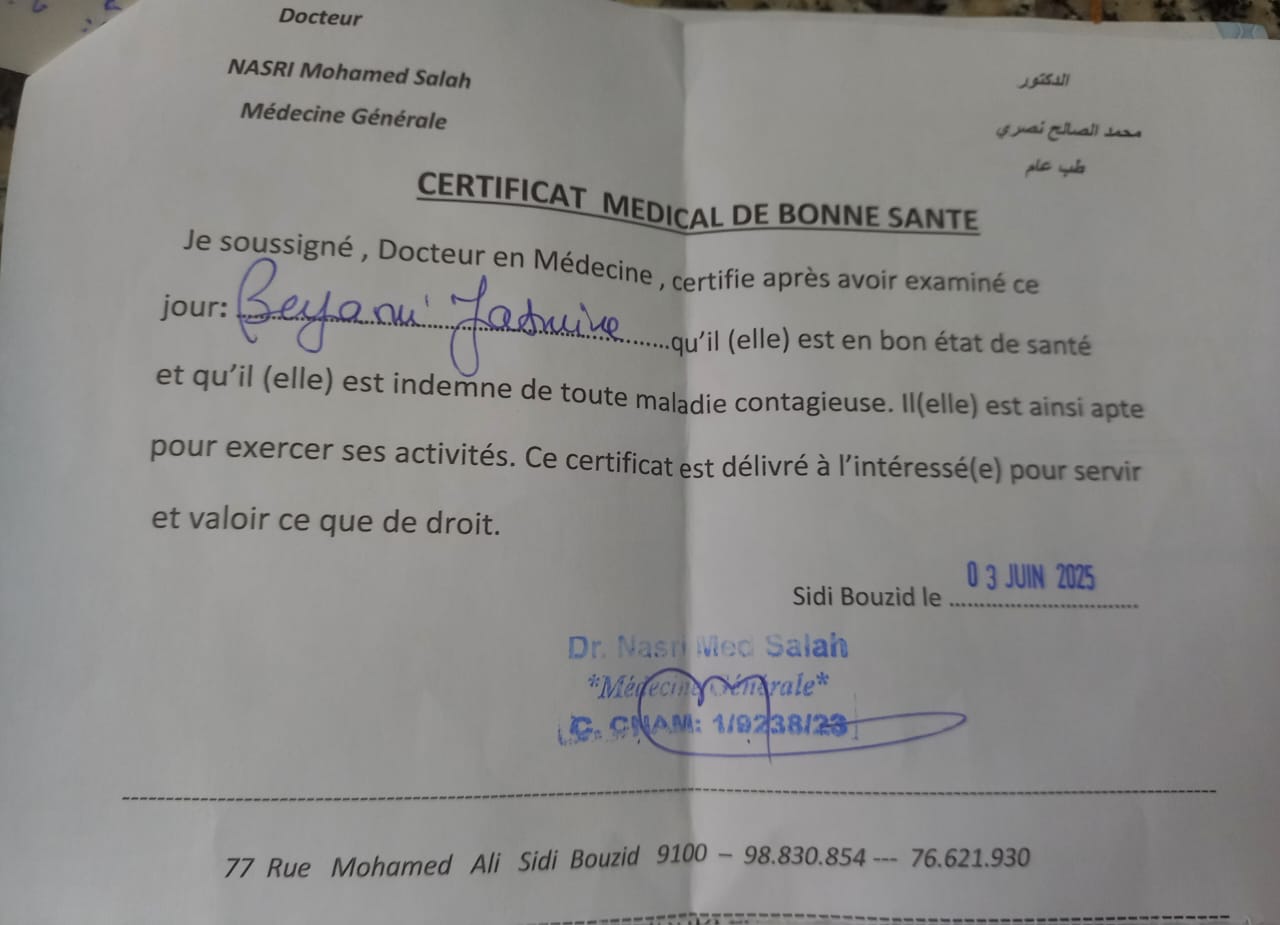 Docteur
NASRI Mohamed Salah
Médecine Générale
الدكتور
محمد الصالح نصري
طب عام
CERTIFICAT MEDICAL DE BONNE SANTE
Je soussigné , Docteur en Médecine , certifie après avoir examiné ce
jour: Beyaoui Jasmine qu'il (elle) est en bon état de santé
et qu'il (elle) est indemne de toute maladie contagieuse. Il(elle) est ainsi apte
pour exercer ses activités. Ce certificat est délivré à l'intéressé(e) pour servir
et valoir ce que de droit.
Sidi Bouzid le 03 JUIN 2025
Dr. Nasri Med Salah
*Médecine Générale*
C. CNAM: 1/9238/23
77 Rue Mohamed Ali Sidi Bouzid 9100 – 98.830.854 --- 76.621.930